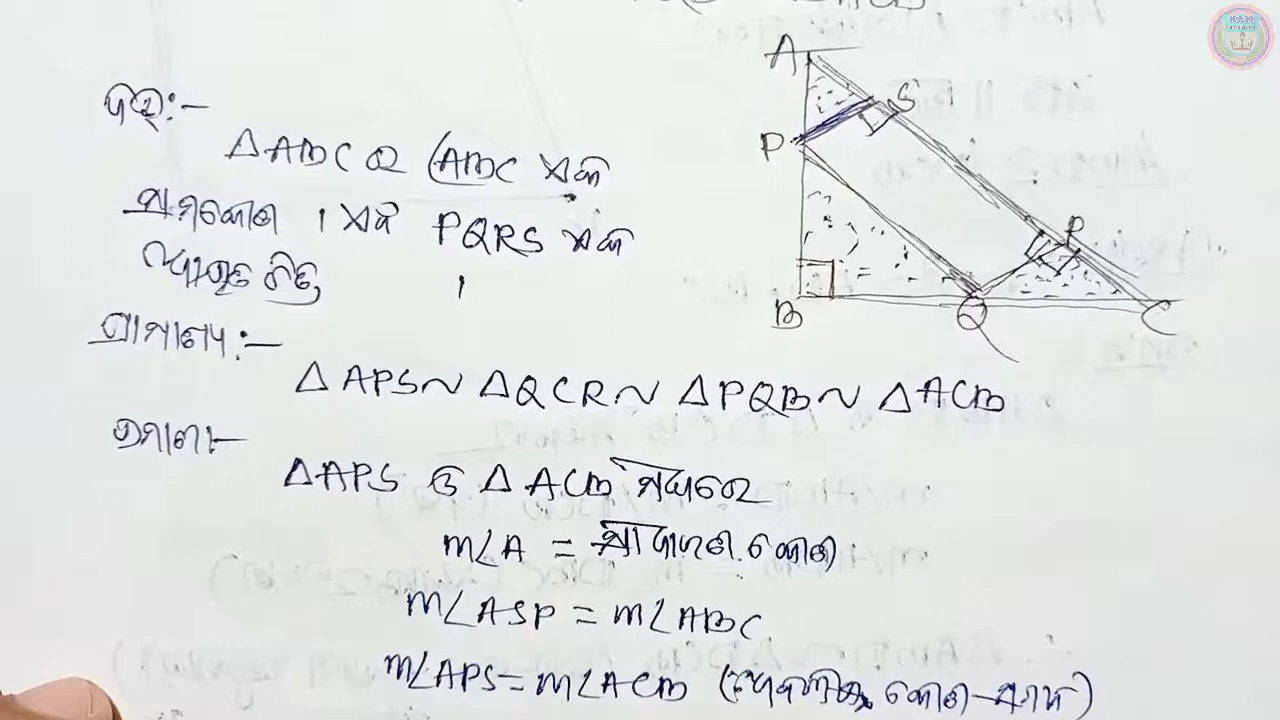 ଦତ୍ତ:-
△ABC ର ∠ABC ଏକ
ସମକୋଣ । ଏବଂ PQRS ଏକ
ଆୟତ ଚିତ୍ର ।
ପ୍ରାମାଣ୍ୟ:-
△APS ~ △QCR ~ △PQB ~ △ACB
ପ୍ରମାଣ:-
△APS ଓ △ACB ମଧ୍ୟରେ
m∠A = ସାଧାରଣ କୋଣ
m∠ASP = m∠ABC
m∠APS = m∠ACB (କୋଣ-)
A
S
P
R
B
Q
C